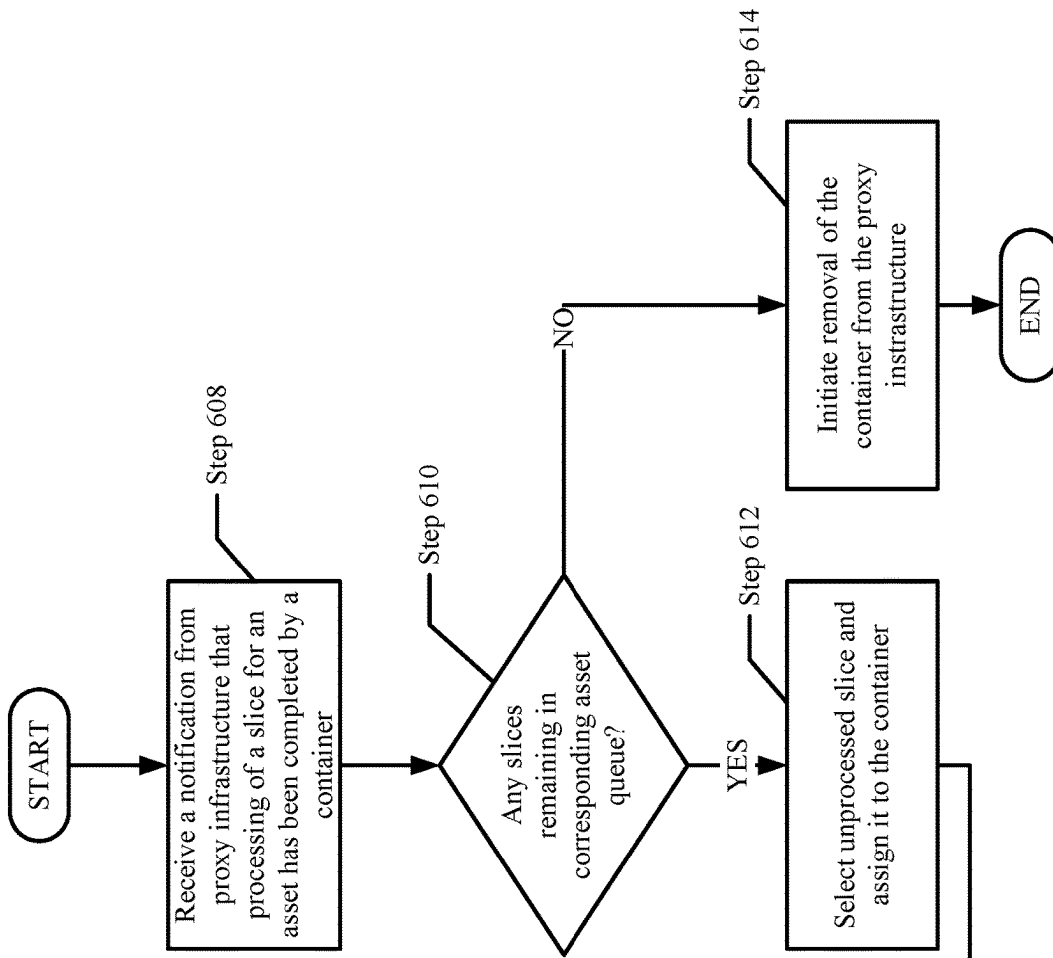 START
Receive a notification from
proxy infrastructure that
processing of a slice for an
asset has been completed by a
container
Step 608
Any slices
remaining in
corresponding asset
queue?
Step 610
YES
NO
Select unprocessed slice and
assign it to the container
Step 612
Initiate removal of the
container from the proxy
instrastructure
Step 614
END